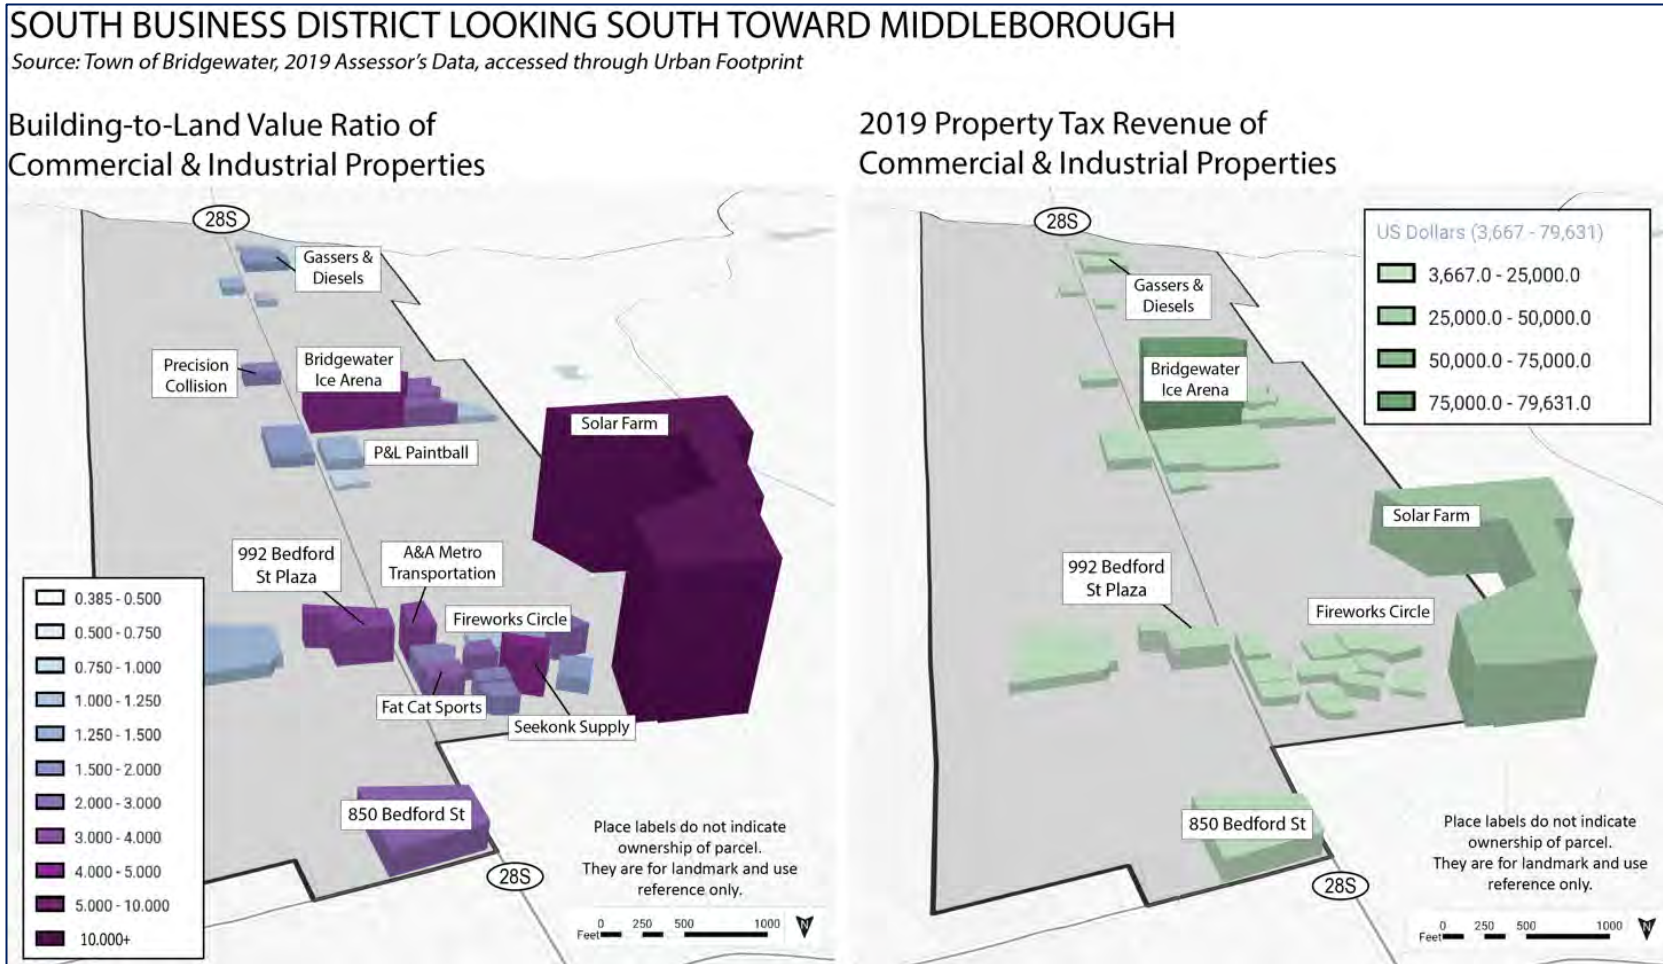 SOUTH BUSINESS DISTRICT LOOKING SOUTH TOWARD MIDDLEBOROUGH
Source: Town of Bridgewater, 2019 Assessor's Data, accessed through Urban Footprint
Building-to-Land Value Ratio of
Commercial & Industrial Properties
28S
Gassers &
Diesels
Precision
Collision
Bridgewater
Ice Arena
Solar Farm
P&L Paintball
992 Bedford
St Plaza
A&A Metro
Transportation
Fireworks Circle
Fat Cat Sports
Seekonk Supply
850 Bedford St
28S
0.385 - 0.500
0.500 - 0.750
0.750 - 1.000
1.000 - 1.250
1.250 - 1.500
1.500 - 2.000
2.000 - 3.000
3.000 - 4.000
4.000 - 5.000
5.000 - 10.000
10.000+
Place labels do not indicate
ownership of parcel.
They are for landmark and use
reference only.
0 250 500 1000
Feet
N
2019 Property Tax Revenue of
Commercial & Industrial Properties
28S
US Dollars (3,667 - 79,631)
3,667.0 - 25,000.0
25,000.0 - 50,000.0
50,000.0 - 75,000.0
75,000.0 - 79,631.0
Gassers &
Diesels
Bridgewater
Ice Arena
Solar Farm
992 Bedford
St Plaza
Fireworks Circle
850 Bedford St
28S
Place labels do not indicate
ownership of parcel.
They are for landmark and use
reference only.
0 250 500 1000
Feet
N